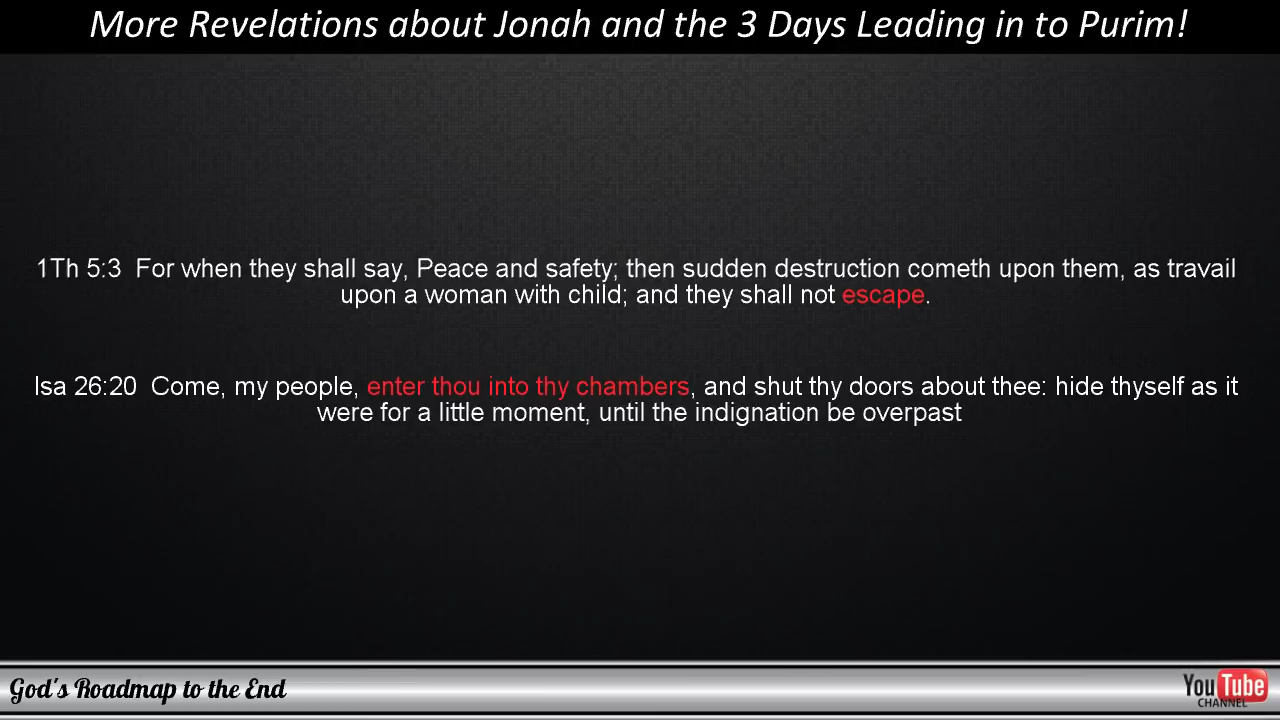 More Revelations about Jonah and the 3 Days Leading in to Purim!
1Th 5:3 For when they shall say, Peace and safety; then sudden destruction cometh upon them, as travail
upon a woman with child; and they shall not escape.
Isa 26:20 Come, my people, enter thou into thy chambers, and shut thy doors about thee: hide thyself as it
were for a little moment, until the indignation be overpast
God's Roadmap to the End
YouTube
CHANNEL